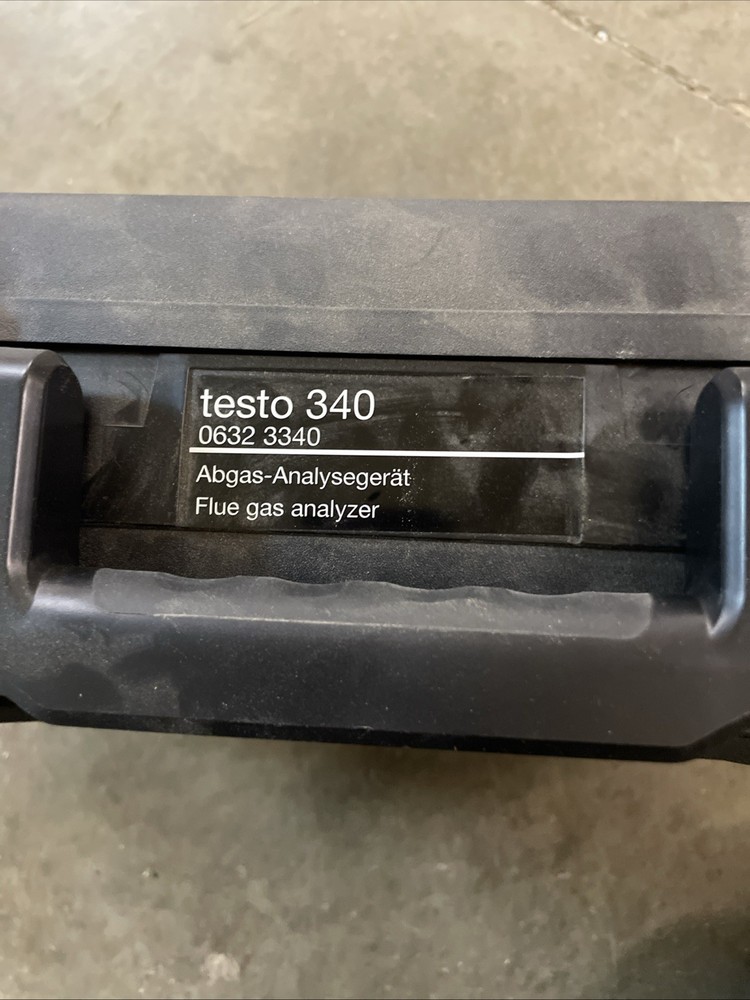 testo 340
0632 3340
Abgas-Analysegerät
Flue gas analyzer